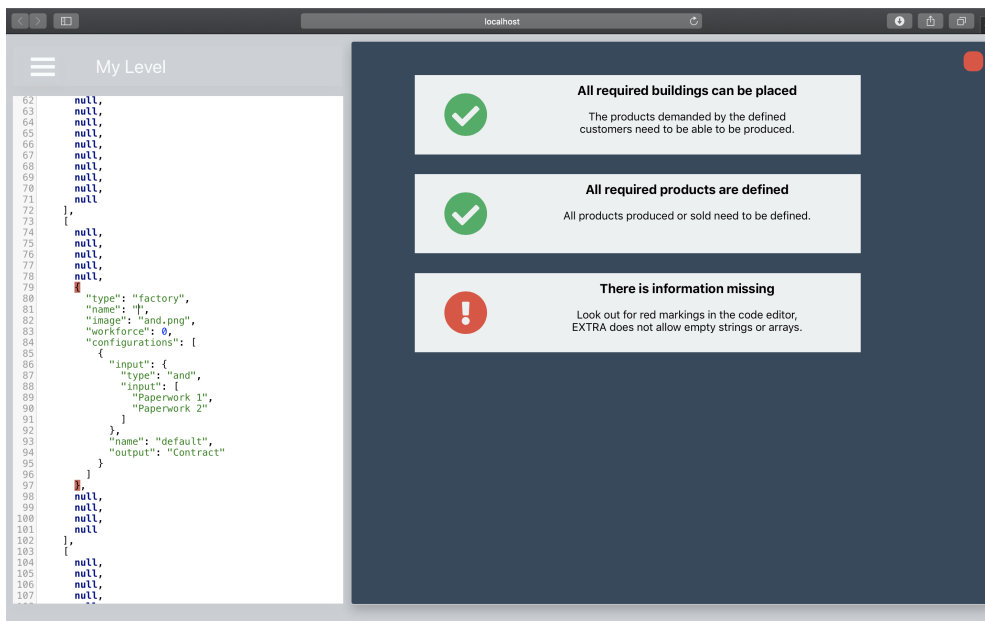 localhost
My Level
62 null,
63 null,
64 null,
65 null,
66 null,
67 null,
68 null,
69 null,
70 null,
71 null
72 ],
73 [
74 null,
75 null,
76 null,
77 null,
78 null,
79 {
80 "type": "factory",
81 "name": "",
82 "image": "and.png",
83 "workforce": 0,
84 "configurations": [
85 {
86 "input": {
87 "type": "and",
88 "input": [
89 "Paperwork 1",
90 "Paperwork 2"
91 ]
92 },
93 "name": "default",
94 "output": "Contract"
95 }
96 ]
97 },
98 null,
99 null,
100 null,
101 null
102 ],
103 [
104 null,
105 null,
106 null,
107 null,
All required buildings can be placed
The products demanded by the defined
customers need to be able to be produced.
All required products are defined
All products produced or sold need to be defined.
There is information missing
Look out for red markings in the code editor,
EXTRA does not allow empty strings or arrays.